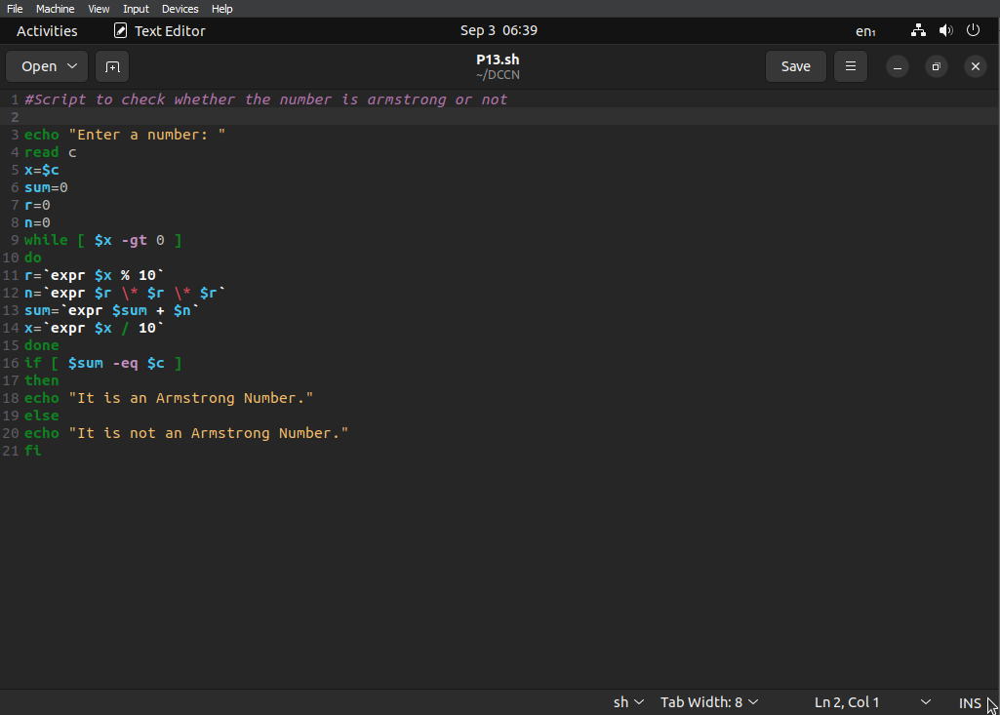 File Machine View Input Devices Help
Activities Text Editor Sep 3 06:39 en₁
Open P13.sh Save
~/DCCN
1 #Script to check whether the number is armstrong or not
2
3 echo "Enter a number: "
4 read c
5 x=$c
6 sum=0
7 r=0
8 n=0
9 while [ $x -gt 0 ]
10 do
11 r=`expr $x % 10`
12 n=`expr $r \* $r \* $r`
13 sum=`expr $sum + $n`
14 x=`expr $x / 10`
15 done
16 if [ $sum -eq $c ]
17 then
18 echo "It is an Armstrong Number."
19 else
20 echo "It is not an Armstrong Number."
21 fi
sh Tab Width: 8 Ln 2, Col 1 INS